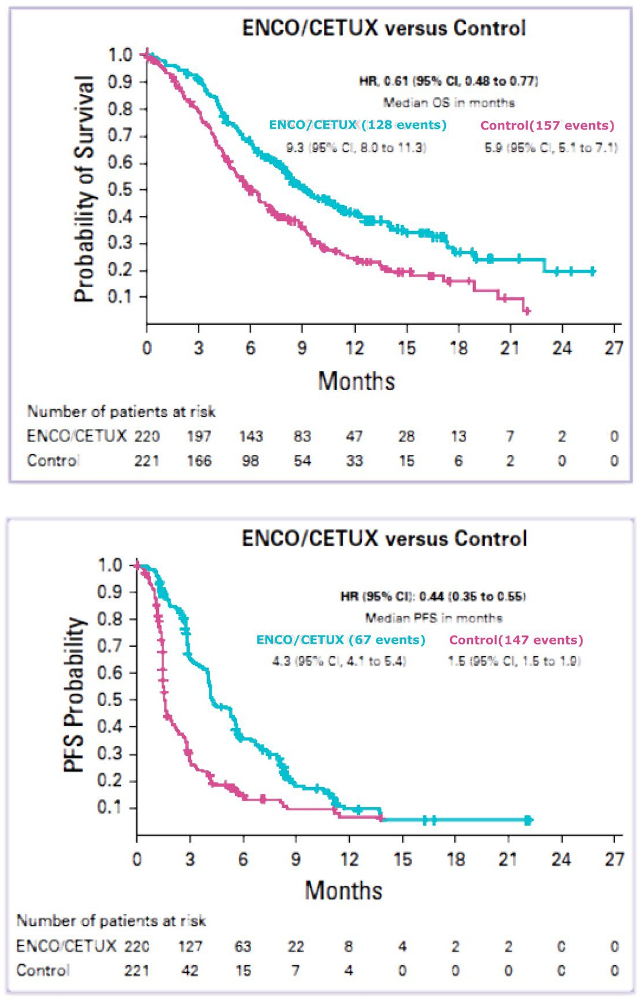 ENCO/CETUX versus Control
HR, 0.61 (95% CI, 0.48 to 0.77)
Median OS in months
ENCO/CETUX (128 events) Control(157 events)
9.3 (95% CI, 8.0 to 11.3) 5.9 (95% CI, 5.1 to 7.1)
Probability of Survival
1.0
0.9
0.8
0.7
0.6
0.5
0.4
0.3
0.2
0.1
0 3 6 9 12 15 18 21 24 27
Months
Number of patients at risk
ENCO/CETUX 220 197 143 83 47 28 13 7 2 0
Control 221 166 98 54 33 15 6 2 0 0
ENCO/CETUX versus Control
HR (95% CI): 0.44 (0.35 to 0.55)
Median PFS in months
ENCO/CETUX (67 events) Control(147 events)
4.3 (95% CI, 4.1 to 5.4) 1.5 (95% CI, 1.5 to 1.9)
PFS Probability
1.0
0.9
0.8
0.7
0.6
0.5
0.4
0.3
0.2
0.1
0 3 6 9 12 15 18 21 24 27
Months
Number of patients at risk
ENCO/CETUX 220 127 63 22 8 4 2 2 0 0
Control 221 42 15 7 4 0 0 0 0 0